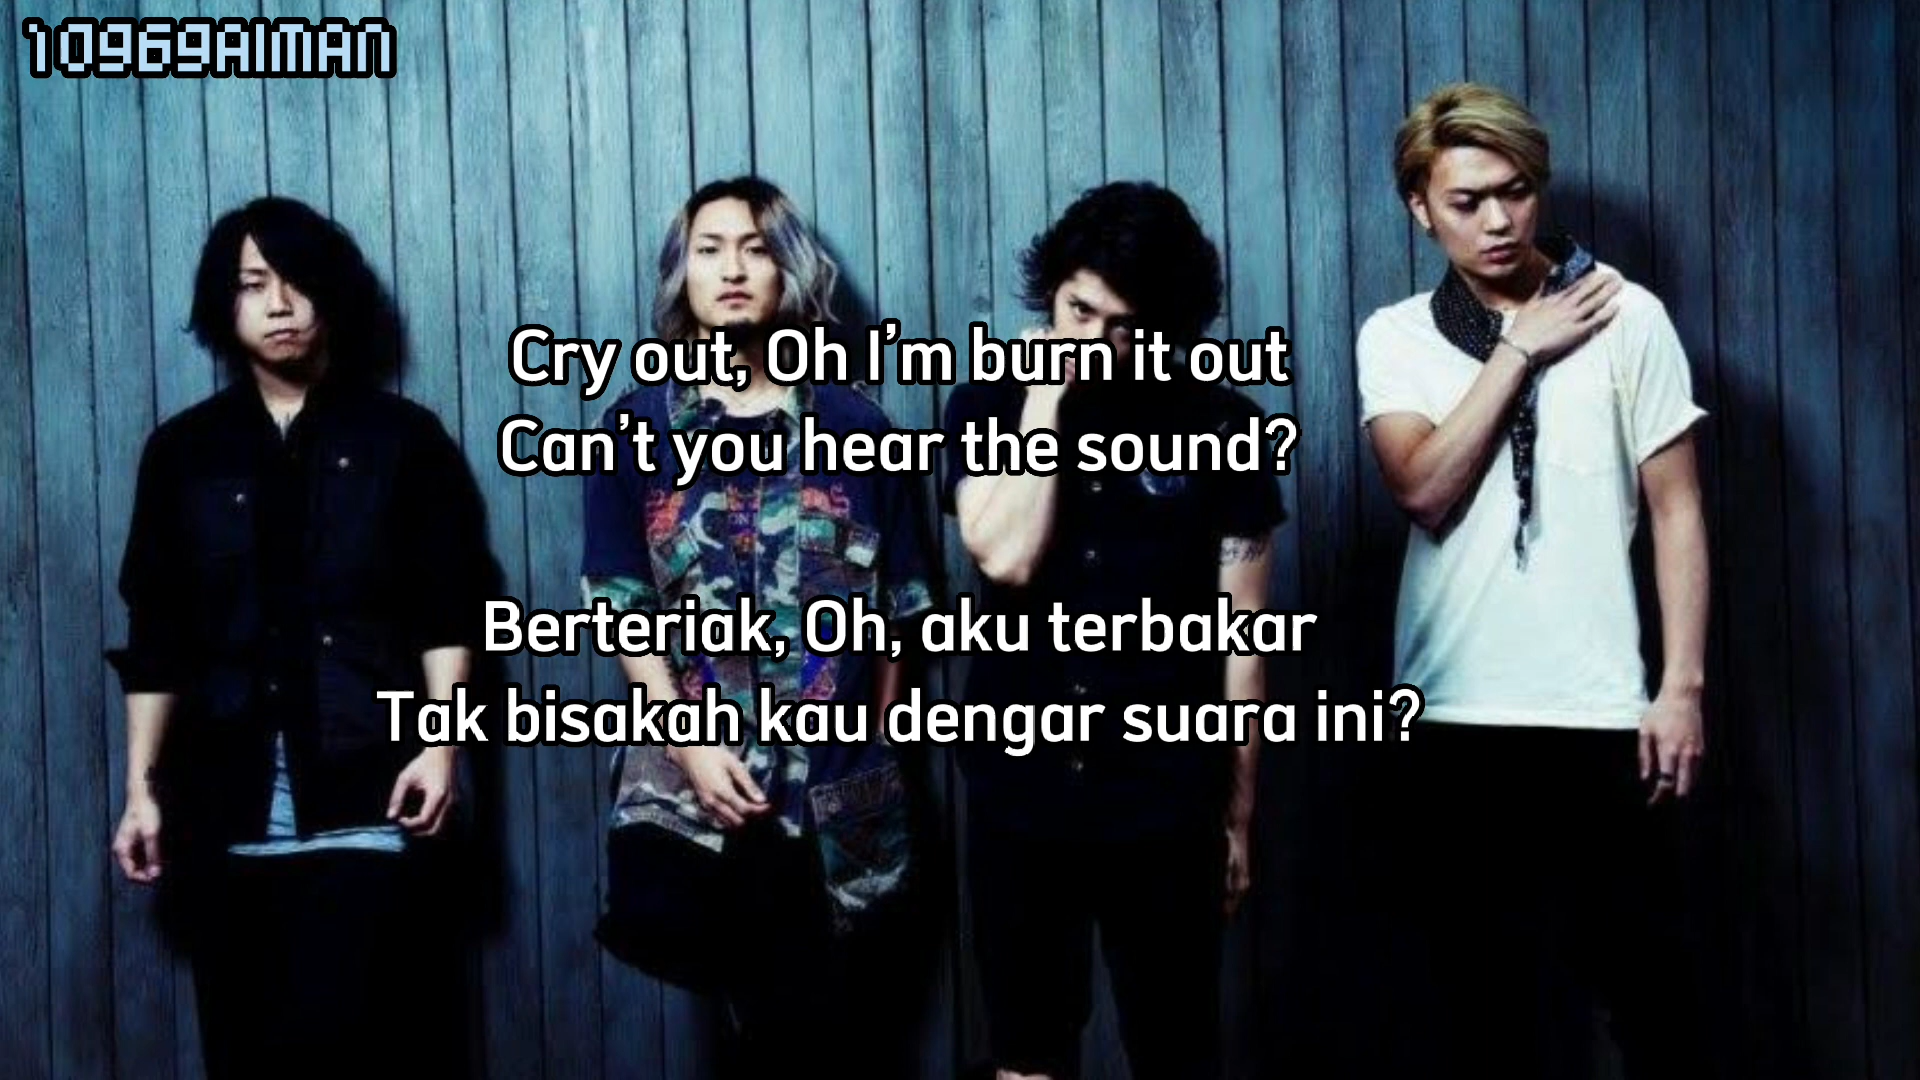 10969AIMAN
Cry out, Oh I'm burn it out
Can't you hear the sound?
Berteriak, Oh, aku terbakar
Tak bisakah kau dengar suara ini?